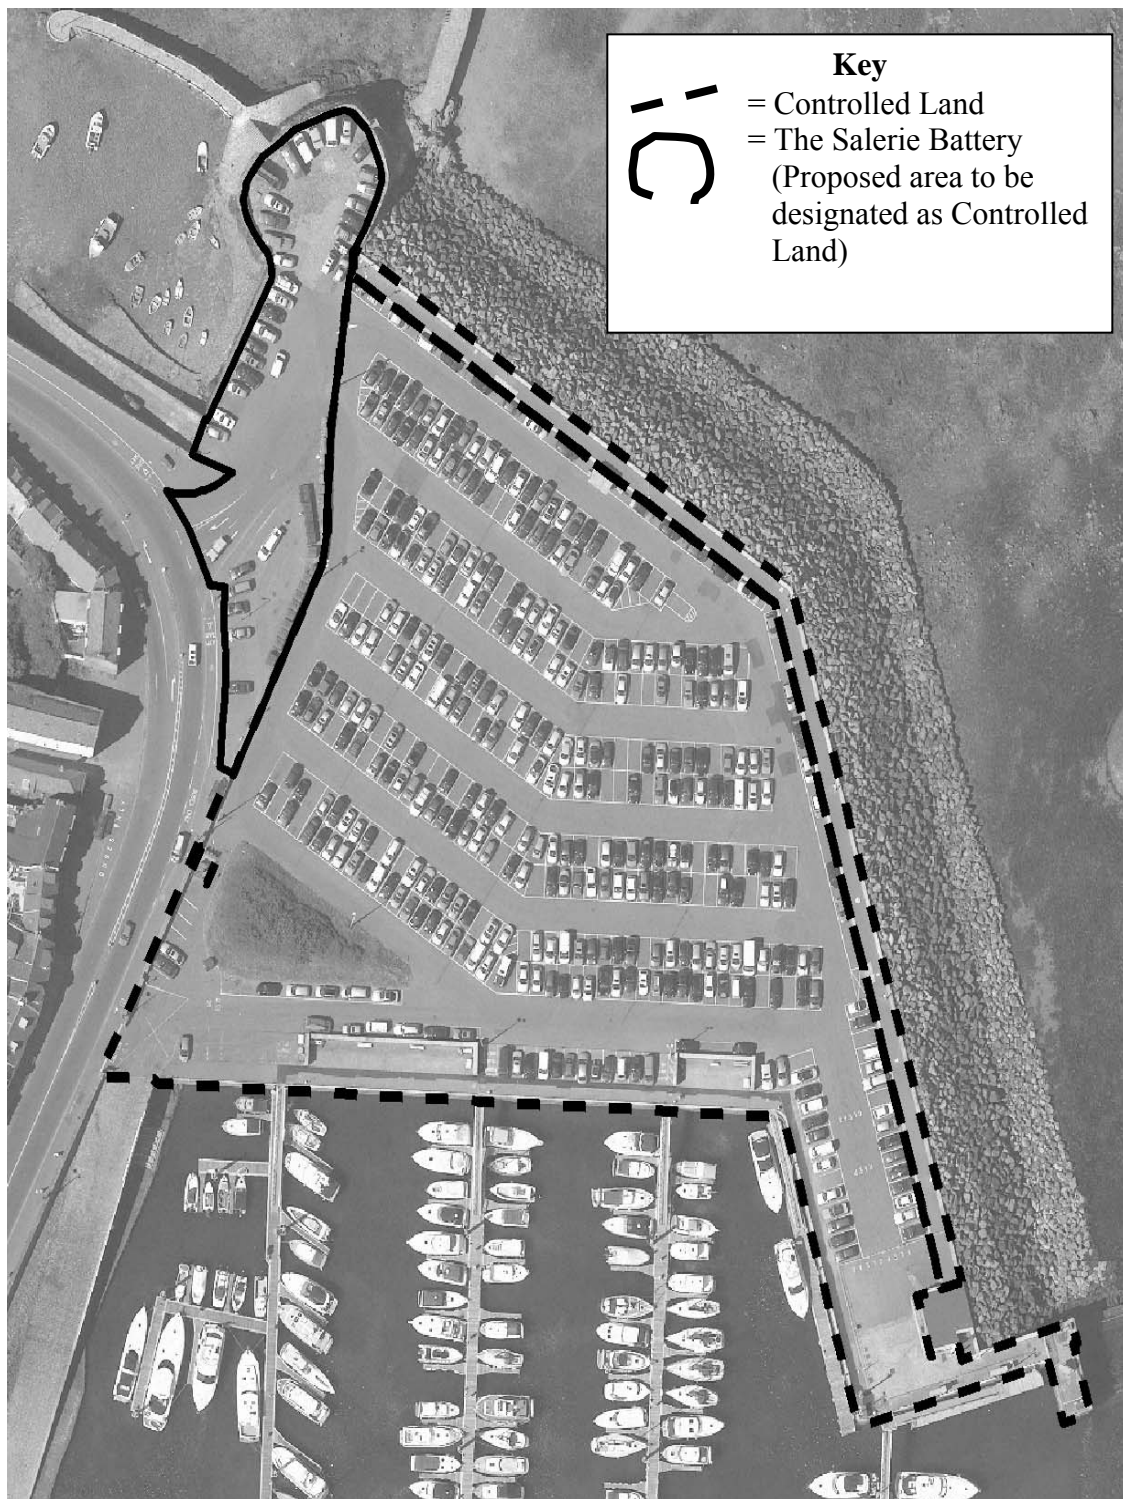 Key
= Controlled Land
= The Salerie Battery
(Proposed area to be
designated as Controlled
Land)